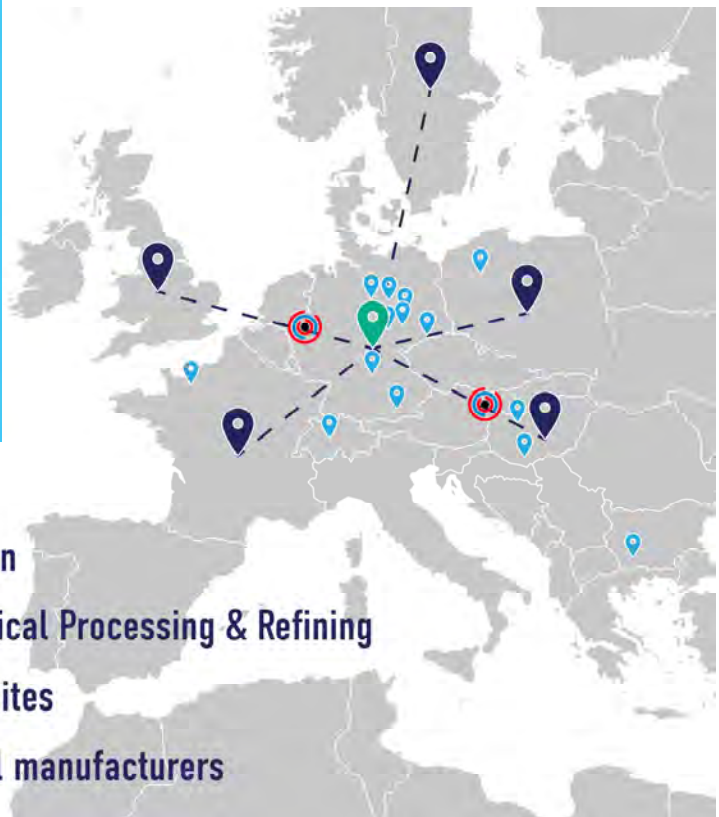 n
ical Processing & Refining
ites
l manufacturers